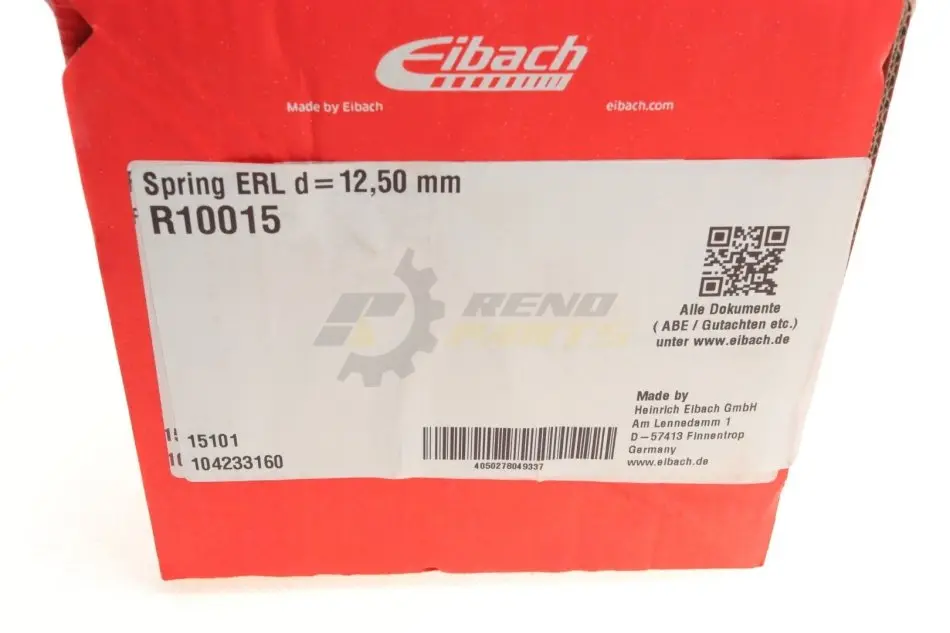 Eibach
Made by Eibach
eibach.com
Spring ERL d=12,50 mm
R10015
RENO
PARTS
Alle Dokumente
( ABE / Gutachten etc.)
unter www.eibach.de
Made by
Heinrich Eibach GmbH
Am Lennedamm 1
D-57413 Finnentrop
Germany
www.eibach.de
15101
104233160
4050278049337